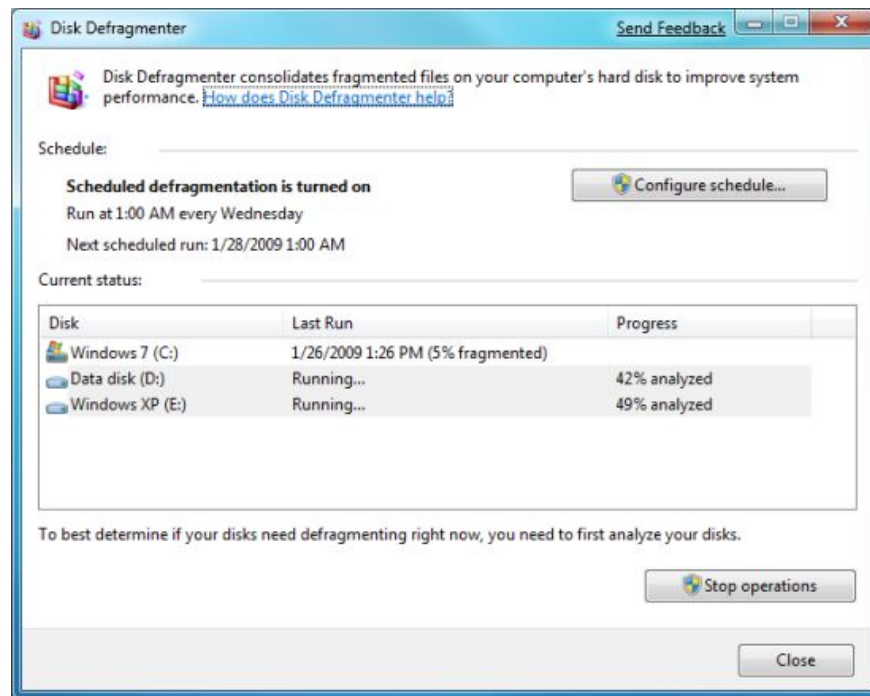 Disk Defragmenter
Send Feedback
Disk Defragmenter consolidates fragmented files on your computer's hard disk to improve system
performance. How does Disk Defragmenter help?
Schedule:
Scheduled defragmentation is turned on
Configure schedule...
Run at 1:00 AM every Wednesday
Next scheduled run: 1/28/2009 1:00 AM
Current status:
Disk Last Run Progress
Windows 7 (C:) 1/26/2009 1:26 PM (5% fragmented)
Data disk (D:) Running... 42% analyzed
Windows XP (E:) Running... 49% analyzed
To best determine if your disks need defragmenting right now, you need to first analyze your disks.
Stop operations
Close